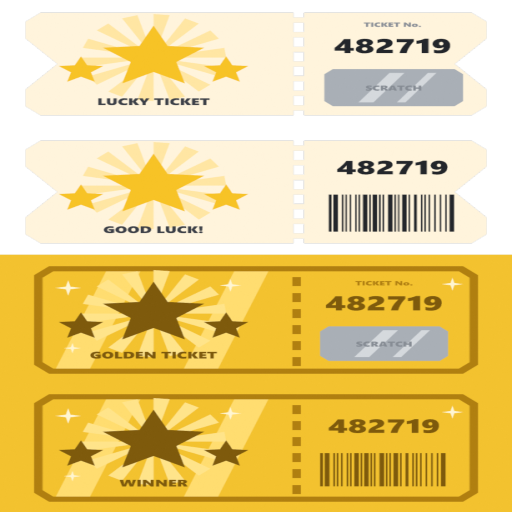 LUCKY TICKET
TICKET No.
482719
SCRATCH
GOOD LUCK!
482719
GOLDEN TICKET
TICKET No.
482719
SCRATCH
WINNER
482719